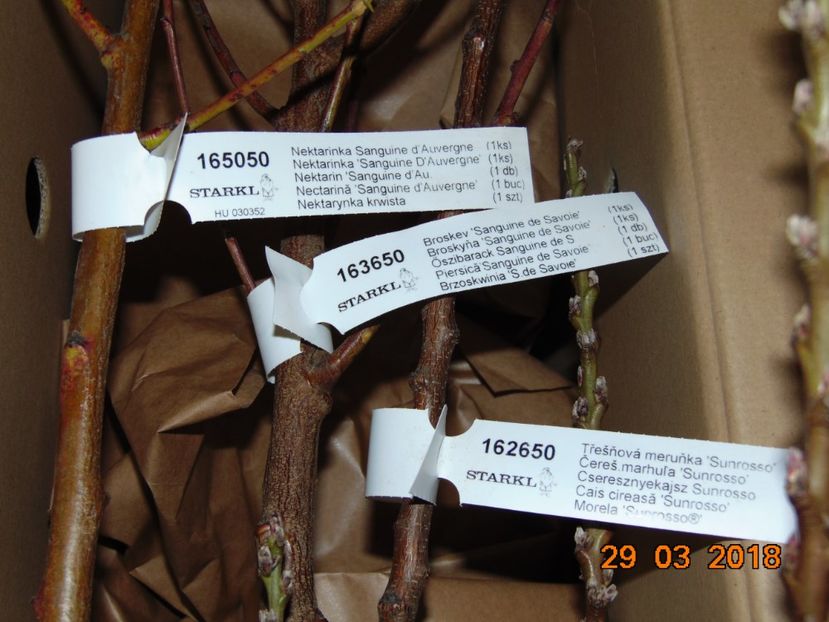 165050
STARKL
HU 030352
Nektarinka Sanguine d'Auvergne (1ks)
Nektarinka 'Sanguine D'Auvergne' (1ks)
Nektarin 'Sanguine d'Au. (1 db)
Nectarină 'Sanguine d'Auvergne' (1 buc)
Nektarynka krwista (1 szt)
163650
STARKL
Broskev 'Sanguine de Savoie' (1ks)
Broskyňa 'Sanguine de Savoie' (1ks)
Őszibarack Sanguine de S (1 db)
Piersică Sanguine de Savoie' (1 buc)
Brzoskwinia 'S.de Savoie' (1 szt)
162650
STARKL
Třešňová meruňka 'Sunrosso'
Čereš.marhuľa 'Sunrosso'
Cseresznyekajsz Sunrosso
Cais cireasă 'Sunrosso'
Morela 'Sunrosso®'
29 03 2018